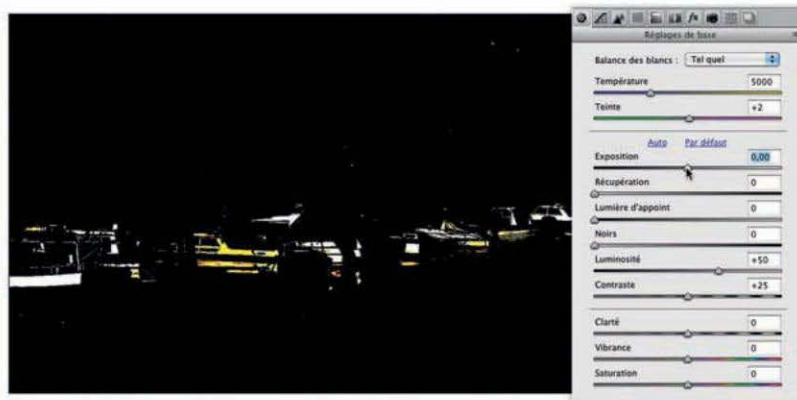 Réglages de base
Balance des blancs : Tel quel
Température 5000
Teinte +2
Auto Par défaut
Exposition 0,00
Récupération 0
Lumière d'appoint 0
Noirs 0
Luminosité +50
Contraste +25
Clarté 0
Vibrance 0
Saturation 0